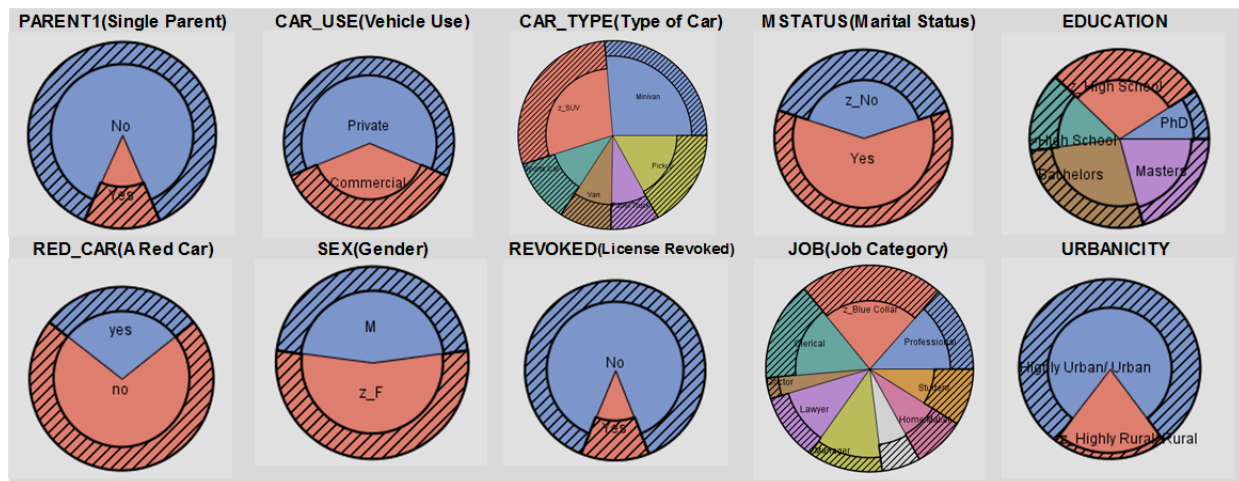 PARENT1(Single Parent)
No
Yes
CAR_USE(Vehicle Use)
Private
Commercial
CAR_TYPE(Type of Car)
z_SUV
Minivan
Van
MSTATUS(Marital Status)
z_No
Yes
EDUCATION
z_High School
PhD
<High School
Bachelors
Masters
RED_CAR(A Red Car)
yes
no
SEX(Gender)
M
z_F
REVOKED(License Revoked)
No
Yes
JOB(Job Category)
z_Blue Collar
Clerical
Professional
Student
Lawyer
Home Maker
Manager
URBANICITY
Highly Urban/ Urban
z_Highly Rural/ Rural